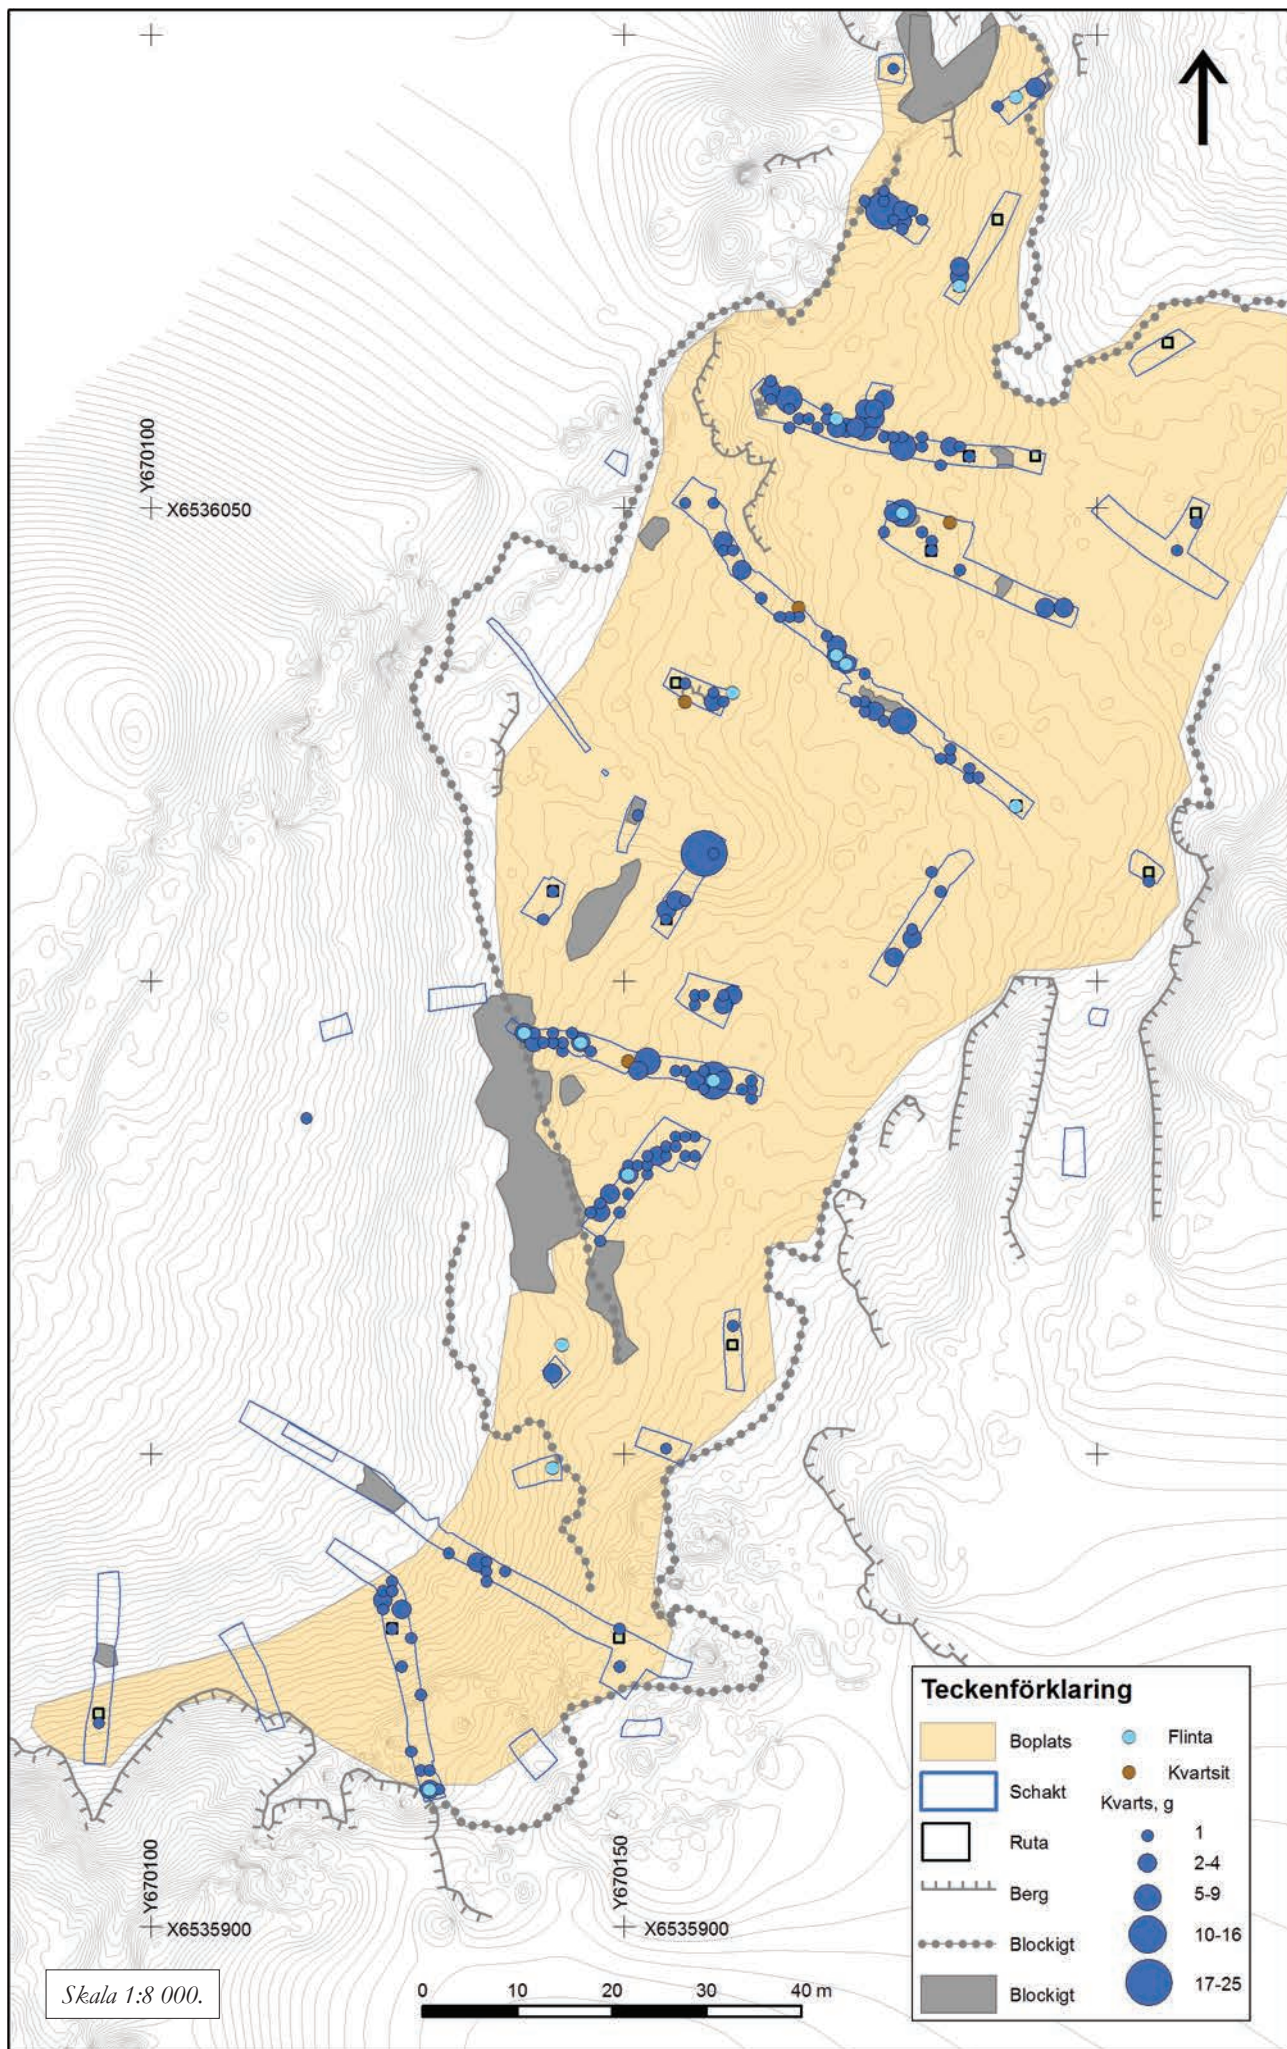 Y670100
X6536050
Y670100
X6535900
Y670150
X6535900
Skala 1:8 000.
0 10 20 30 40 m
Teckenförklaring
Boplats
Schakt
Ruta
Berg
Blockigt
Blockigt
Flinta
Kvartsit
Kvarts, g
1
2-4
5-9
10-16
17-25